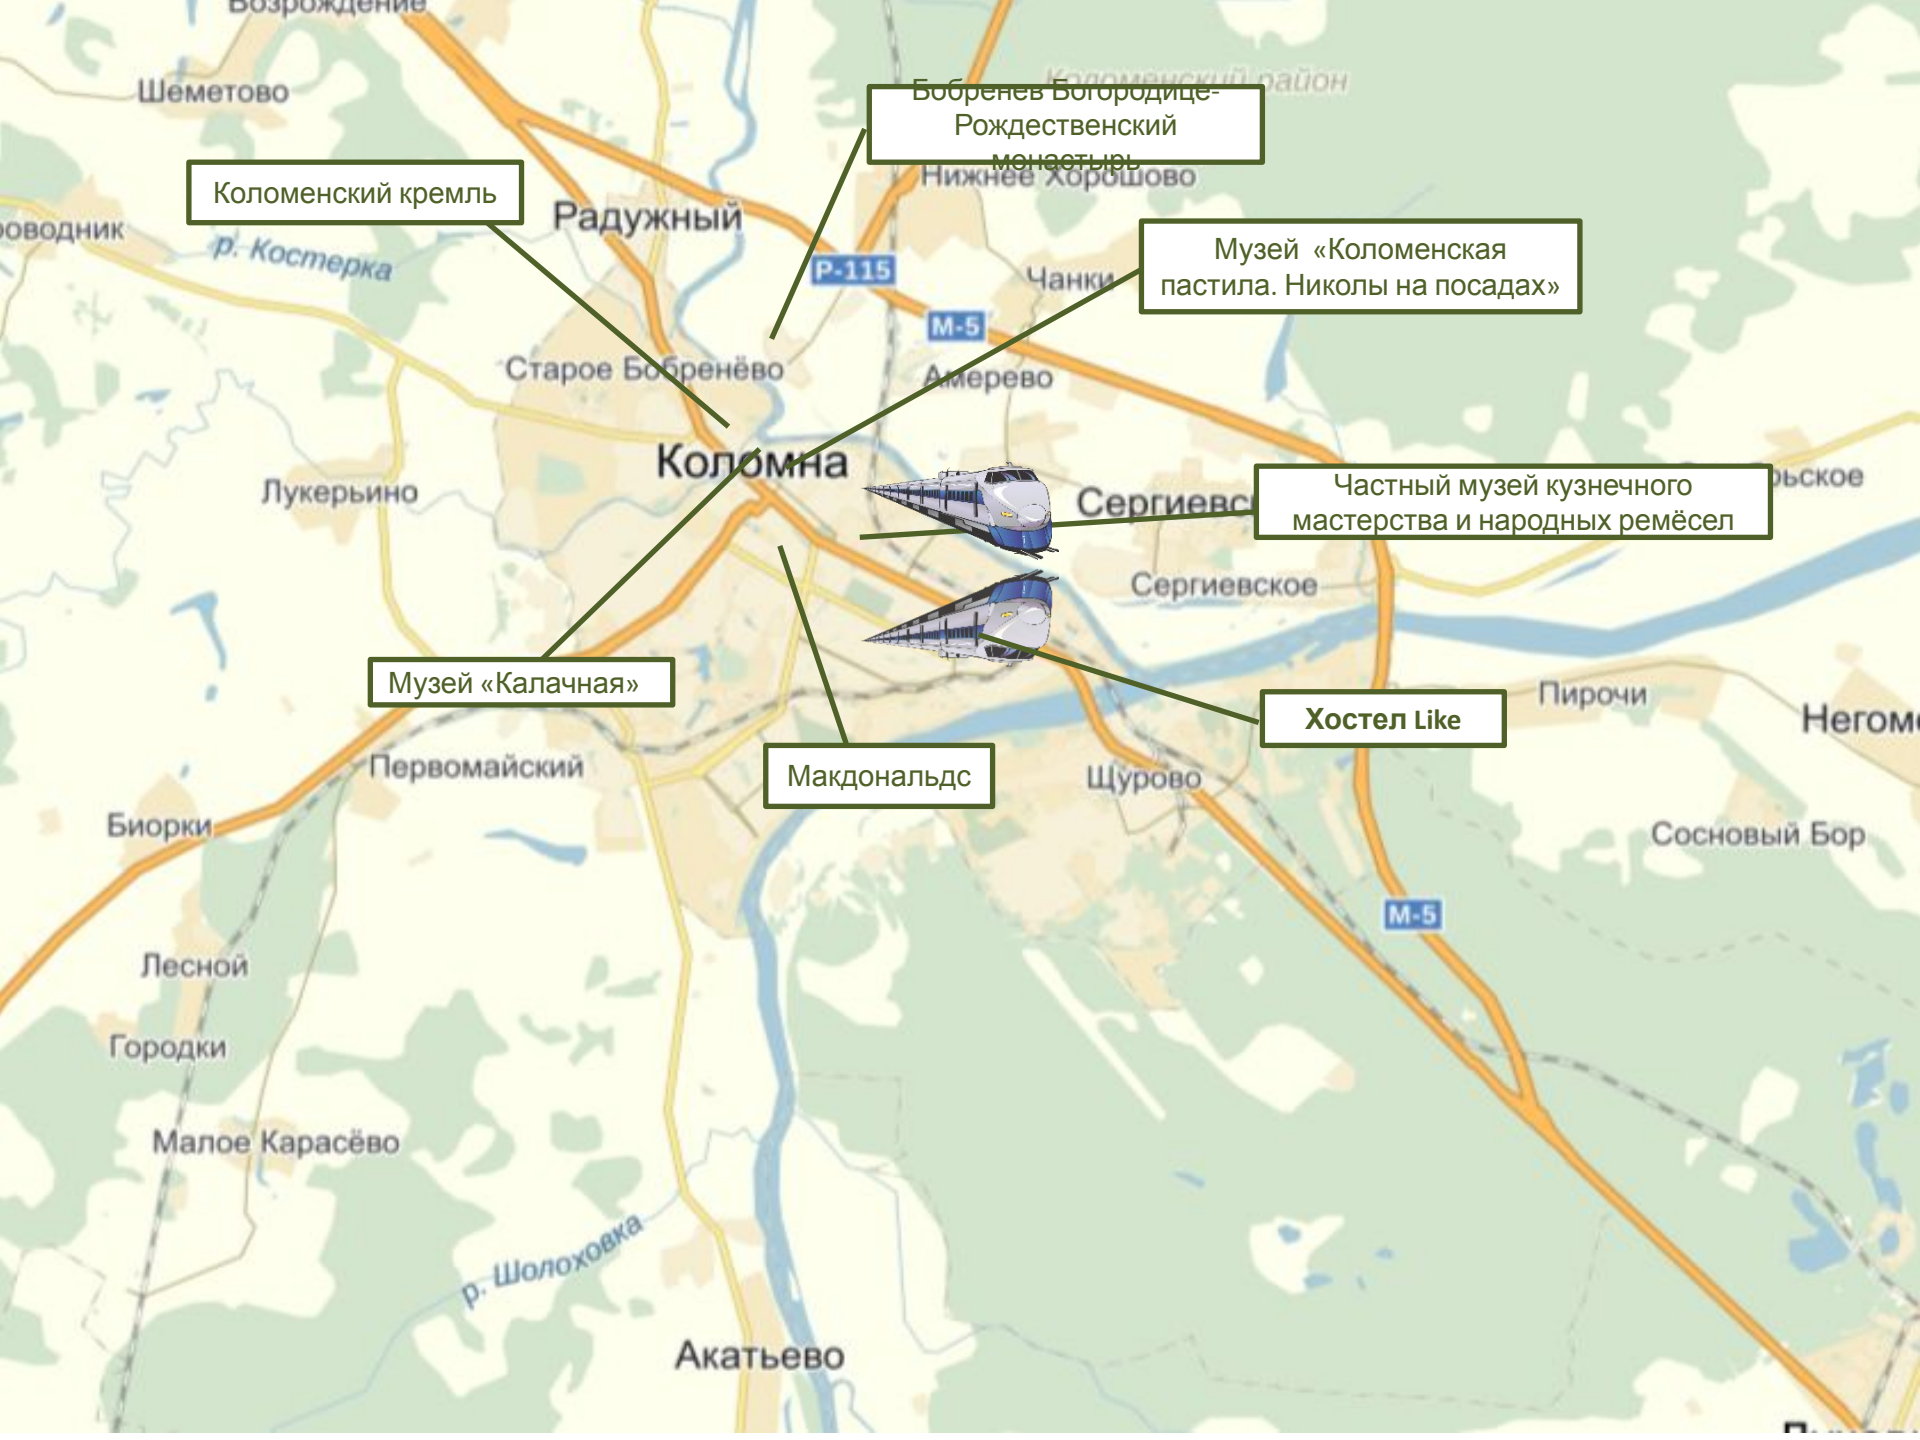 Возрождение
Шеметово
Коломенский район
Бобренев Богородице-
Рождественский
монастырь
Нижнее Хорошово
Коломенский кремль
Радужный
р. Костерка
Р-115
Чанки
Музей «Коломенская
пастила. Николы на посадах»
М-5
Старое Бобренёво
Амерево
Коломна
Лукерьино
Частный музей кузнечного
мастерства и народных ремёсел
Сергиевское
Музей «Калачная»
Хостел Like
Пирочи
Первомайский
Макдональдс
Щурово
Биорки
Сосновый Бор
М-5
Лесной
Городки
Малое Карасёво
р. Шолоховка
Акатьево